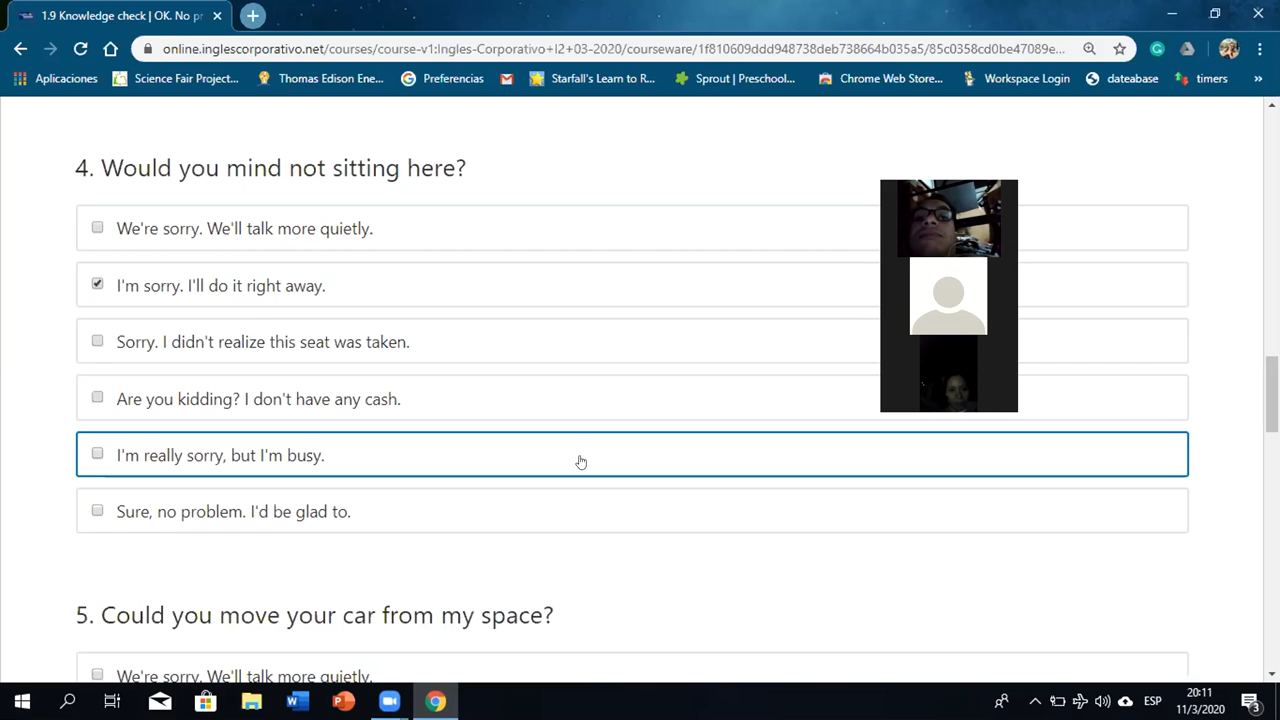 1.9 Knowledge check | OK. No pr
online.inglescorporativo.net/courses/course-v1:Ingles-Corporativo+I2+03-2020/courseware/1f810609ddd948738deb738664b035a5/85c0358cd0be47089e...
Aplicaciones Science Fair Project... Thomas Edison Ene... Preferencias Starfall's Learn to R... Sprout | Preschool... Chrome Web Store... Workspace Login dateabase timers »
4. Would you mind not sitting here?
We're sorry. We'll talk more quietly.
I'm sorry. I'll do it right away.
Sorry. I didn't realize this seat was taken.
Are you kidding? I don't have any cash.
I'm really sorry, but I'm busy.
Sure, no problem. I'd be glad to.
5. Could you move your car from my space?
We're sorry. We'll talk more quietly.
ESP
20:11
11/3/2020
3